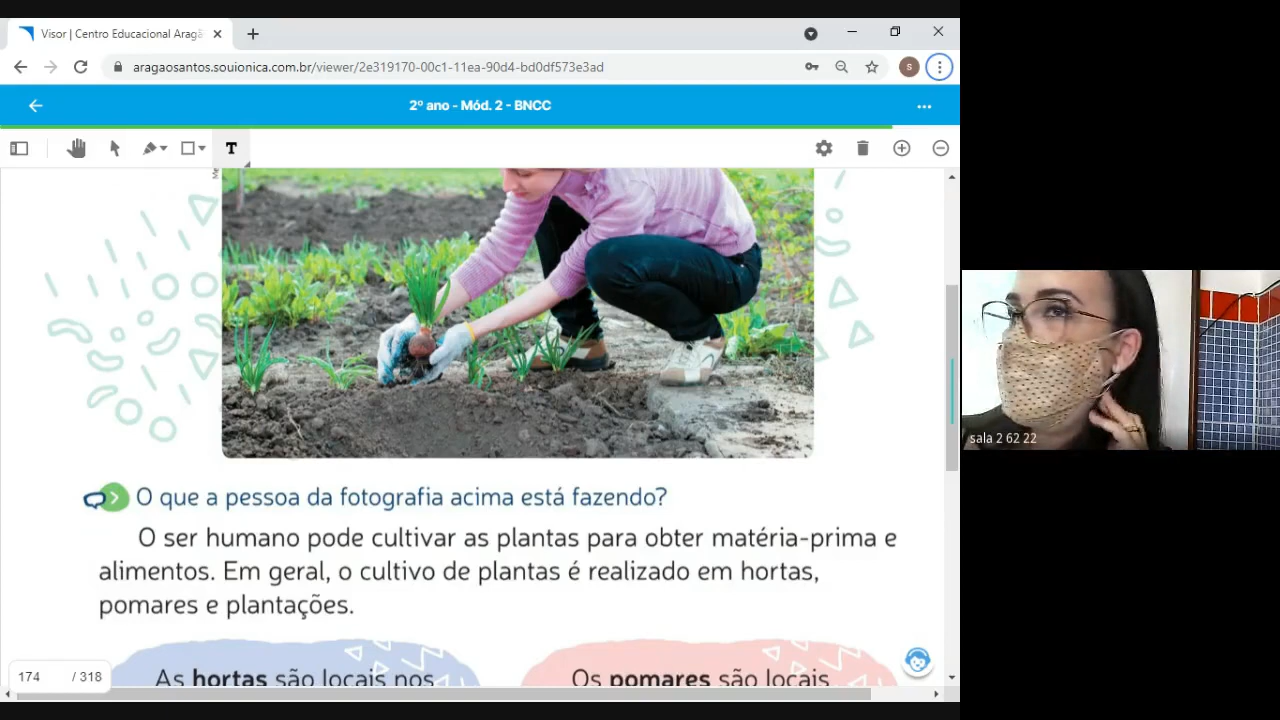 Visor | Centro Educacional Aragã
aragaosantos.souionica.com.br/viewer/2e319170-00c1-11ea-90d4-bd0df573e3ad
s
2º ano - Mód. 2 - BNCC
T
O que a pessoa da fotografia acima está fazendo?
O ser humano pode cultivar as plantas para obter matéria-prima e
alimentos. Em geral, o cultivo de plantas é realizado em hortas,
pomares e plantações.
As hortas são locais nos
Os pomares são locais
174 / 318
sala 2 62 22